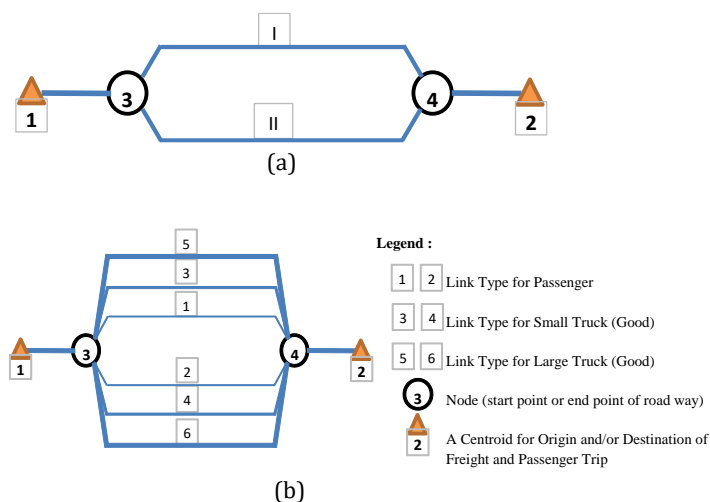 I
3
4
1
II
2
(a)
5
3
1
3
4
1
2
2
4
6
(b)
Legend :
1 2 Link Type for Passenger
3 4 Link Type for Small Truck (Good)
5 6 Link Type for Large Truck (Good)
3 Node (start point or end point of road way)
2 A Centroid for Origin and/or Destination of
Freight and Passenger Trip